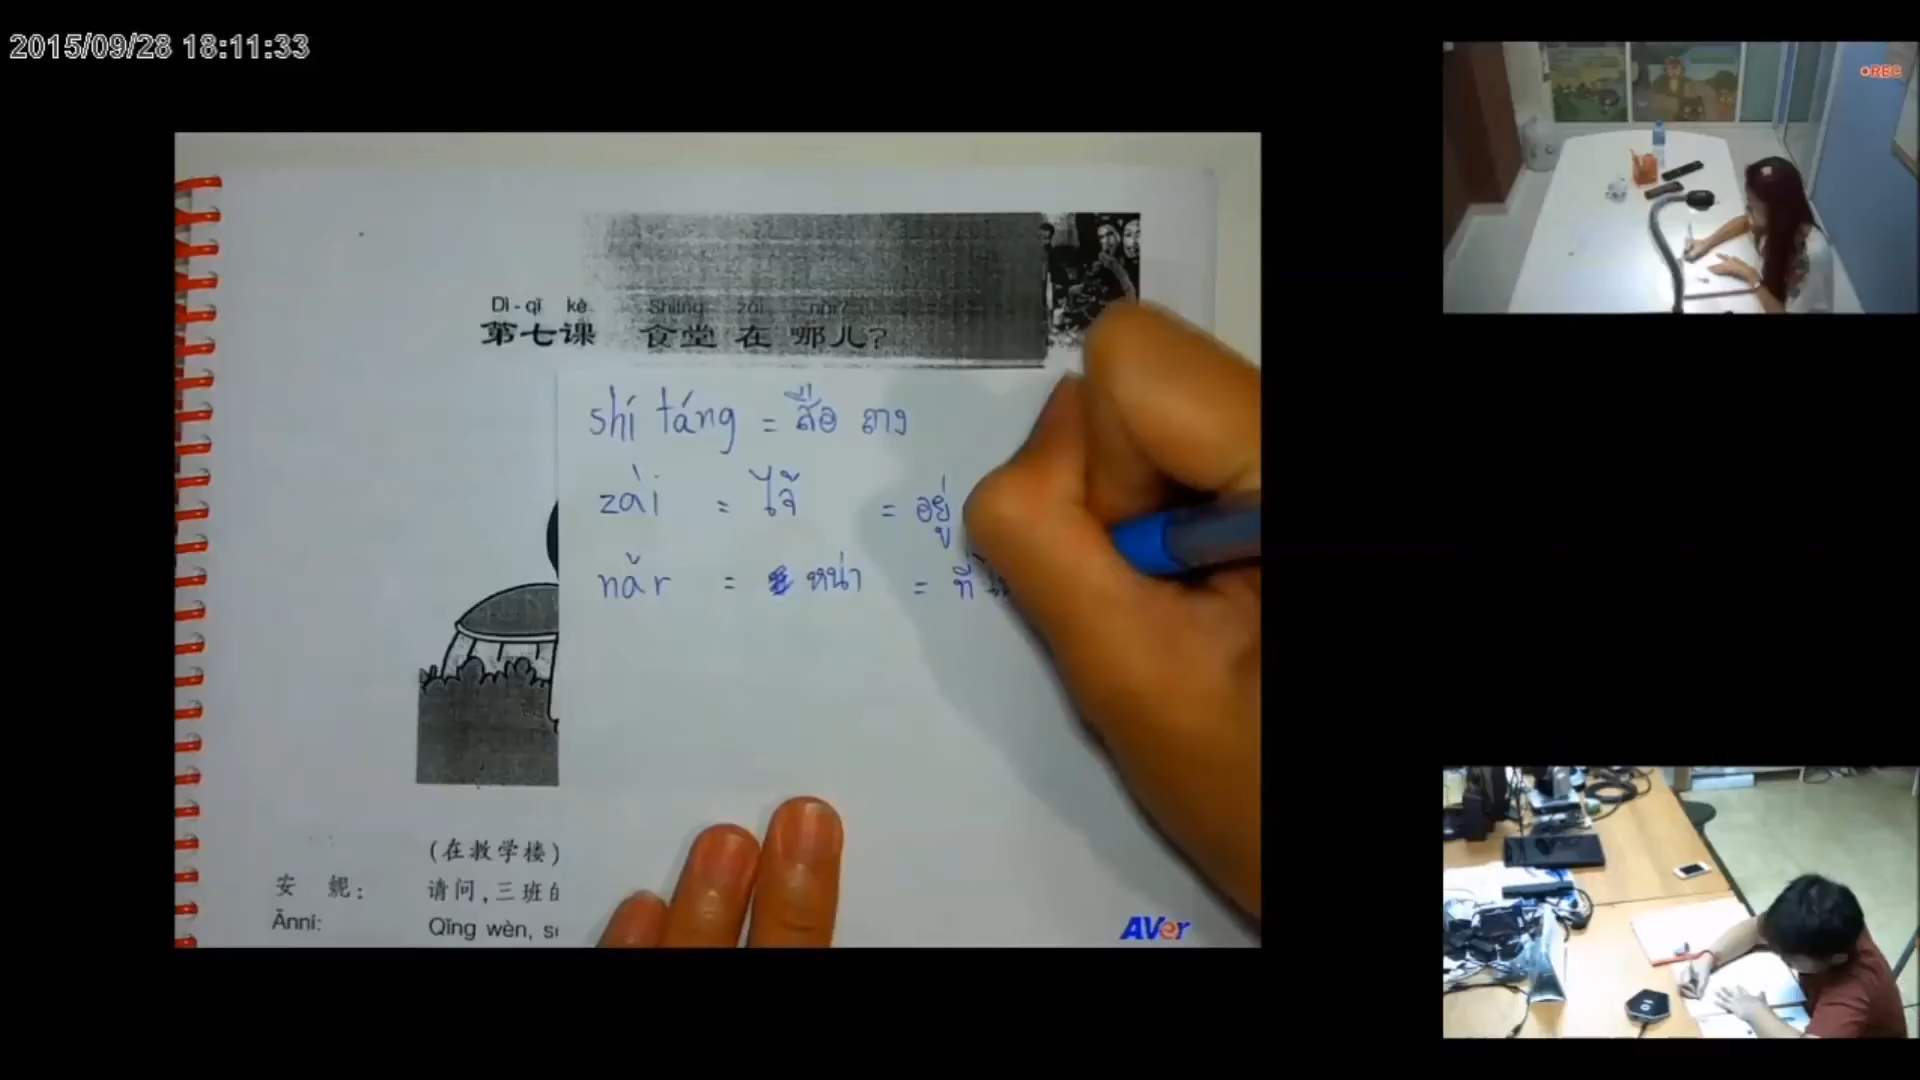 2015/09/28 18:11:33
REC
Dì-qī kè
第七课 食堂 在 哪儿?
shí táng = สือ ถาง
zài = ไจ้ = อยู่
nǎr = หน่า = ที่
(在教学楼)
安 妮: 请问,三班
Ānní: Qǐng wèn,
AVer